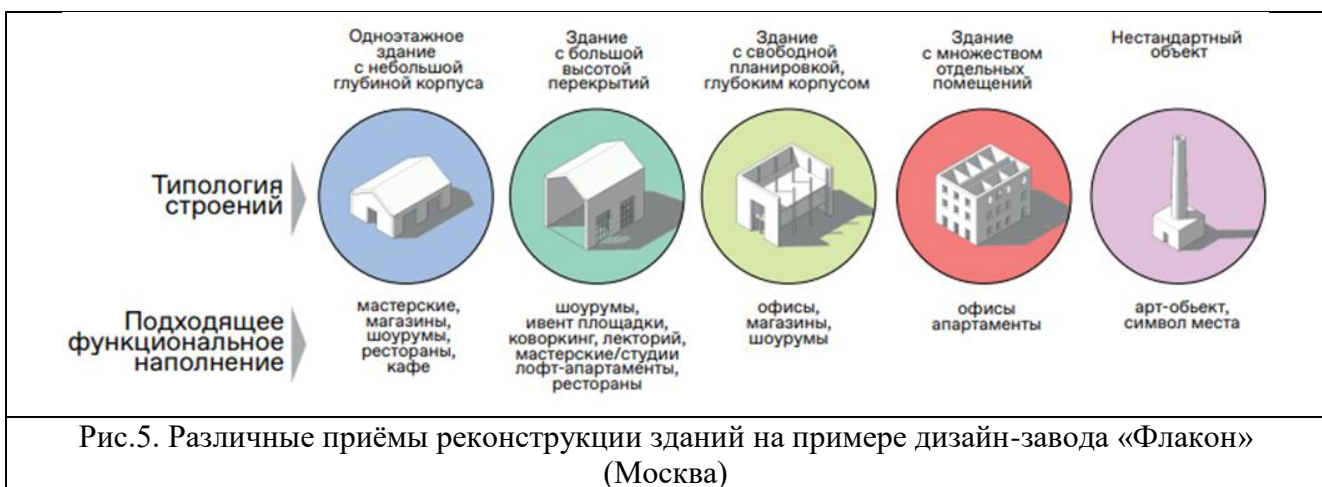 Одноэтажное
здание
с небольшой
глубиной корпуса
Здание
с большой
высотой
перекрытий
Здание
с свободной
планировкой,
глубоким корпусом
Здание
с множеством
отдельных
помещений
Нестандартный
объект
Типология
строений
Подходящее
функциональное
наполнение
мастерские,
магазины,
шоурумы,
рестораны,
кафе
шоурумы,
ивент площадки,
коворкинг, лекторий,
мастерские/студии
лофт-апартаменты,
рестораны
офисы,
магазины,
шоурумы
офисы
апартаменты
арт-обьект,
символ места
Рис.5. Различные приёмы реконструкции зданий на примере дизайн-завода «Флакон»
(Москва)